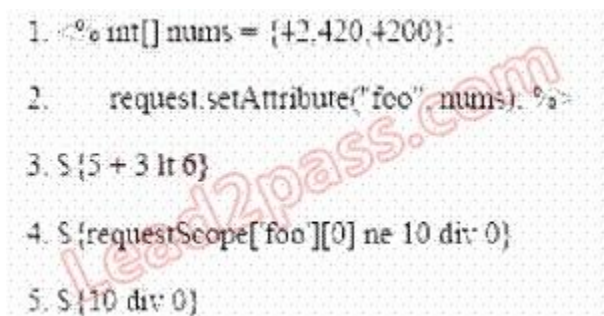 1. <% int[] nums = {42,420,4200};
2. request.setAttribute("foo", nums); %>
3. ${5 + 3 lt 6}
4. ${requestScope['foo'][0] ne 10 div 0}
5. ${10 div 0}
Lead2pass.com